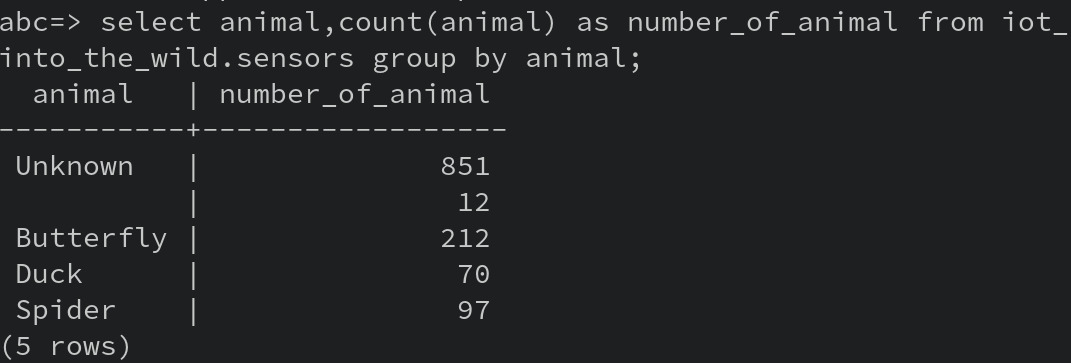 abc=> select animal,count(animal) as number_of_animal from iot_
into_the_wild.sensors group by animal;
  animal   | number_of_animal
-----------+------------------
 Unknown   |              851
           |               12
 Butterfly |              212
 Duck      |               70
 Spider    |               97
(5 rows)